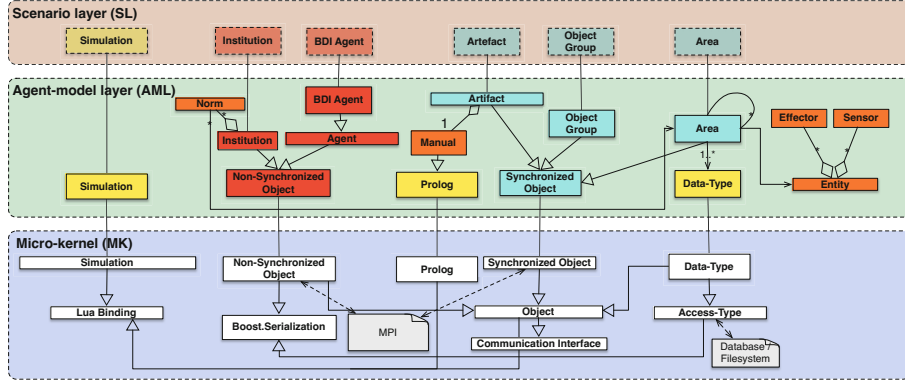 Scenario layer (SL)
Simulation
Institution
BDI Agent
Artefact
Object
Group
Area
Agent-model layer (AML)
Norm
*
*
Institution
BDI Agent
Agent
Non-Synchronized
Object
Simulation
Artifact
1
Manual
Prolog
Object
Group
Synchronized
Object
Area
*
1..*
Data-Type
Effector
Sensor
*
*
Entity
Micro-kernel (MK)
Simulation
Lua Binding
Non-Synchronized
Object
Boost.Serialization
MPI
Prolog
Synchronized Object
Object
Communication Interface
Data-Type
Access-Type
Database /
Filesystem